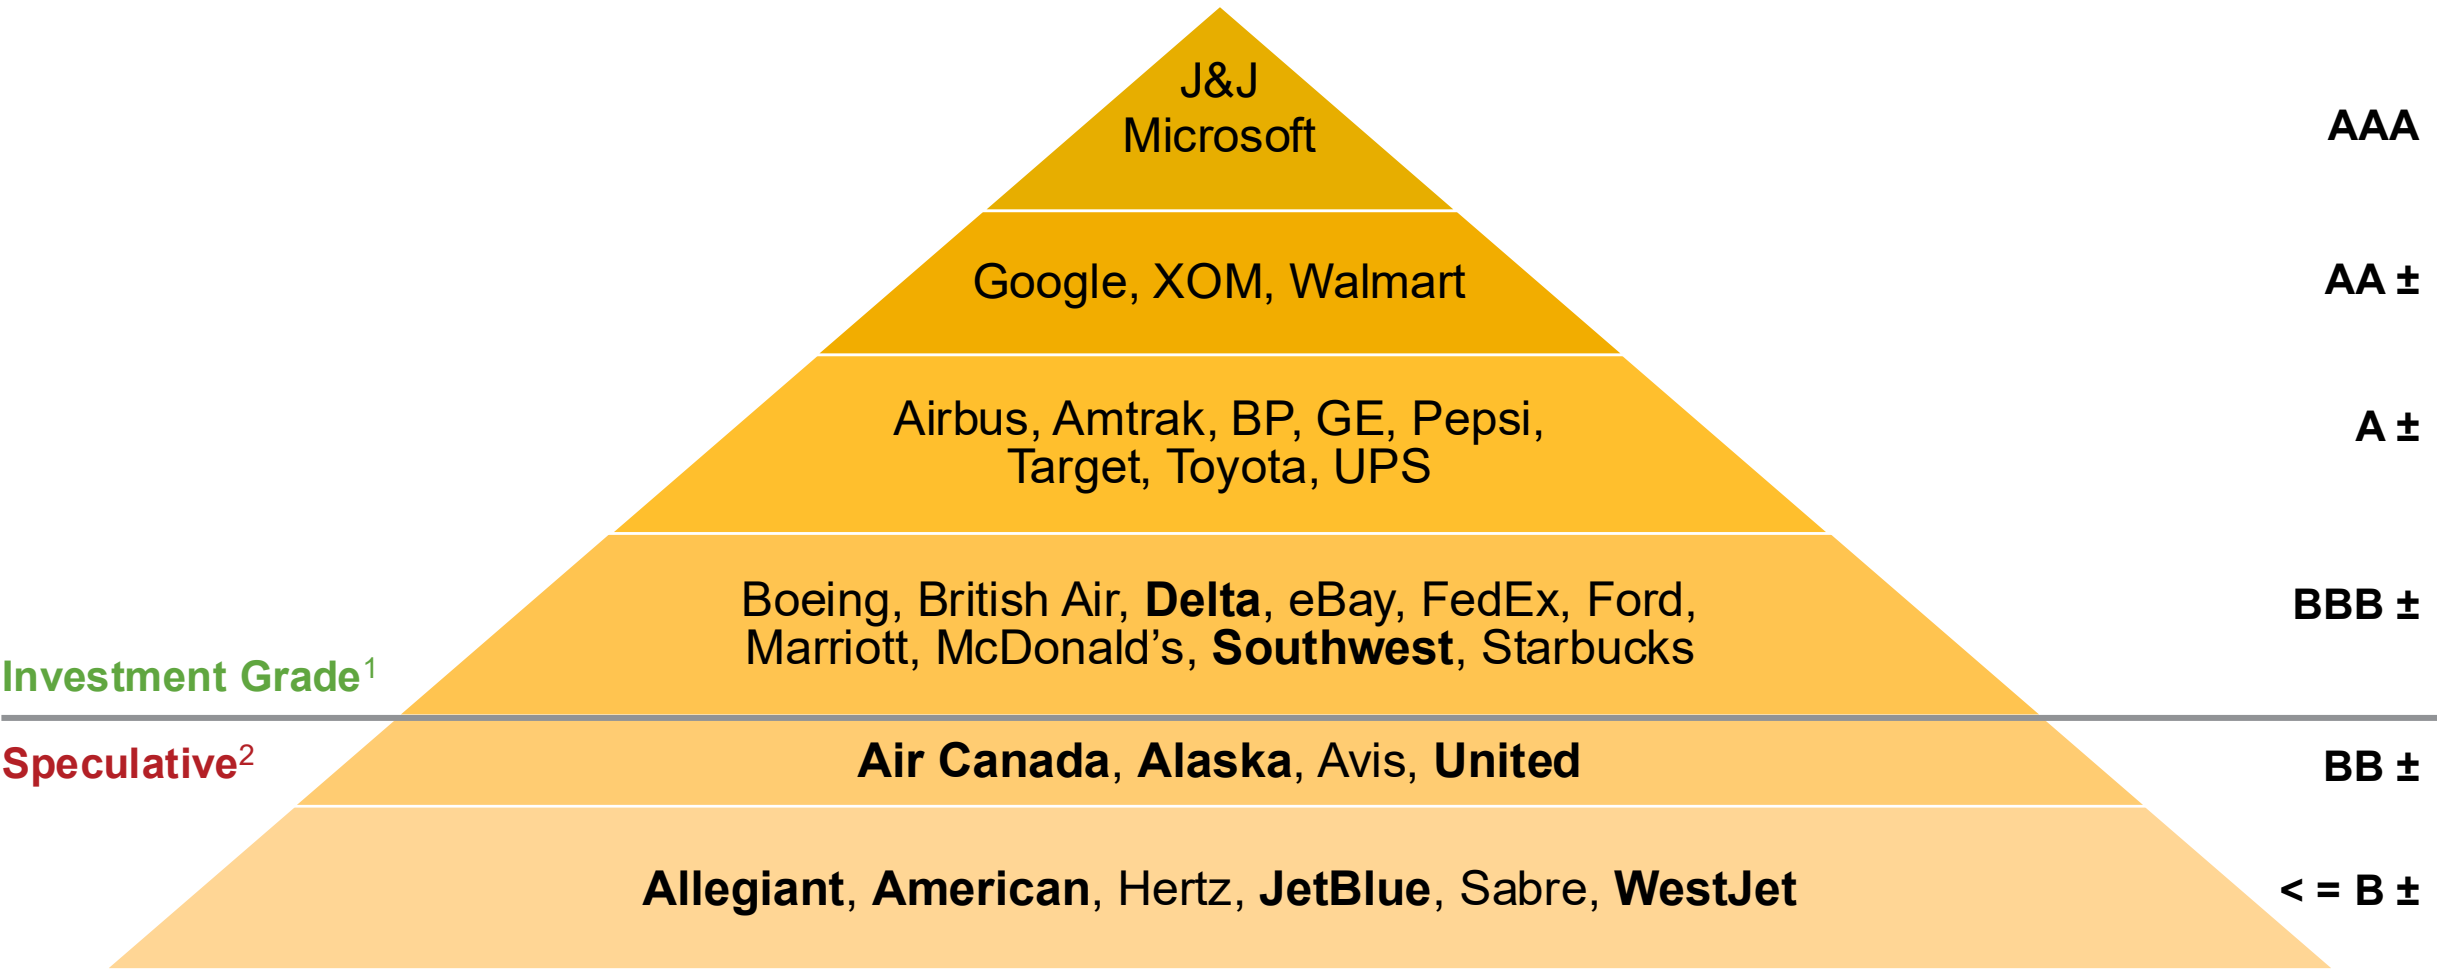 J&J
Microsoft
AAA
Google, XOM, Walmart
AA ±
Airbus, Amtrak, BP, GE, Pepsi,
Target, Toyota, UPS
A ±
Boeing, British Air, Delta, eBay, FedEx, Ford,
Marriott, McDonald’s, Southwest, Starbucks
BBB ±
Investment Grade1
Speculative2
Air Canada, Alaska, Avis, United
BB ±
Allegiant, American, Hertz, JetBlue, Sabre, WestJet
< = B ±